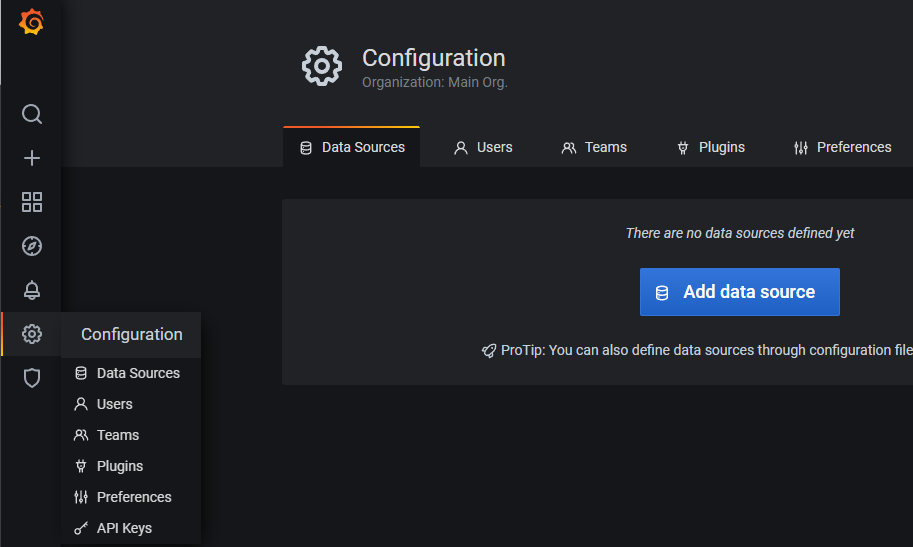 Configuration
Organization: Main Org.
Data Sources Users Teams Plugins Preferences
There are no data sources defined yet
Add data source
ProTip: You can also define data sources through configuration file
Configuration
Data Sources
Users
Teams
Plugins
Preferences
API Keys